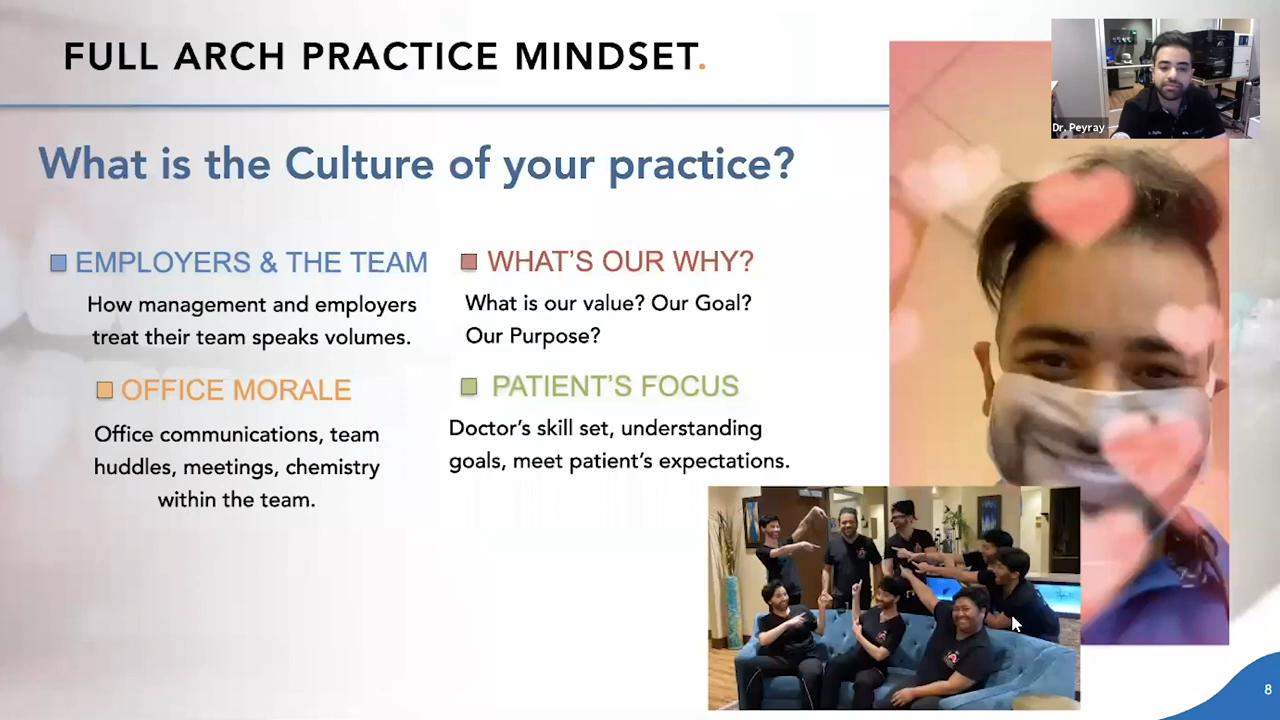 FULL ARCH PRACTICE MINDSET.
What is the Culture of your practice?
EMPLOYERS & THE TEAM
How management and employers
treat their team speaks volumes.
OFFICE MORALE
Office communications, team
huddles, meetings, chemistry
within the team.
WHAT'S OUR WHY?
What is our value? Our Goal?
Our Purpose?
PATIENT'S FOCUS
Doctor's skill set, understanding
goals, meet patient's expectations.
Dr. Peyray
8